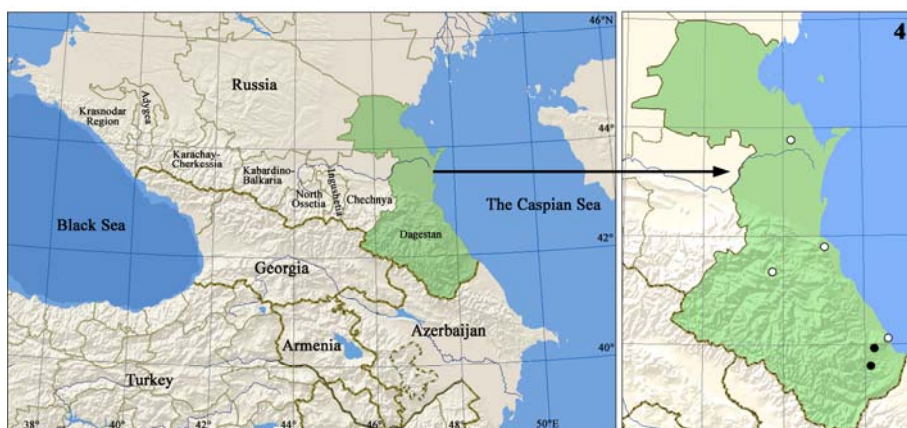 46°N
4
Russia
Adygea
Krasnodar
Region
44°
Karachay-
Cherkessia
Kabardino-
Balkaria
Ingushetia
North
Ossetia
Chechnya
The Caspian Sea
Black Sea
Dagestan
42°
Georgia
Azerbaijan
Armenia
40°
Turkey
38°
40°
42°
44°
46°
48°
50°E